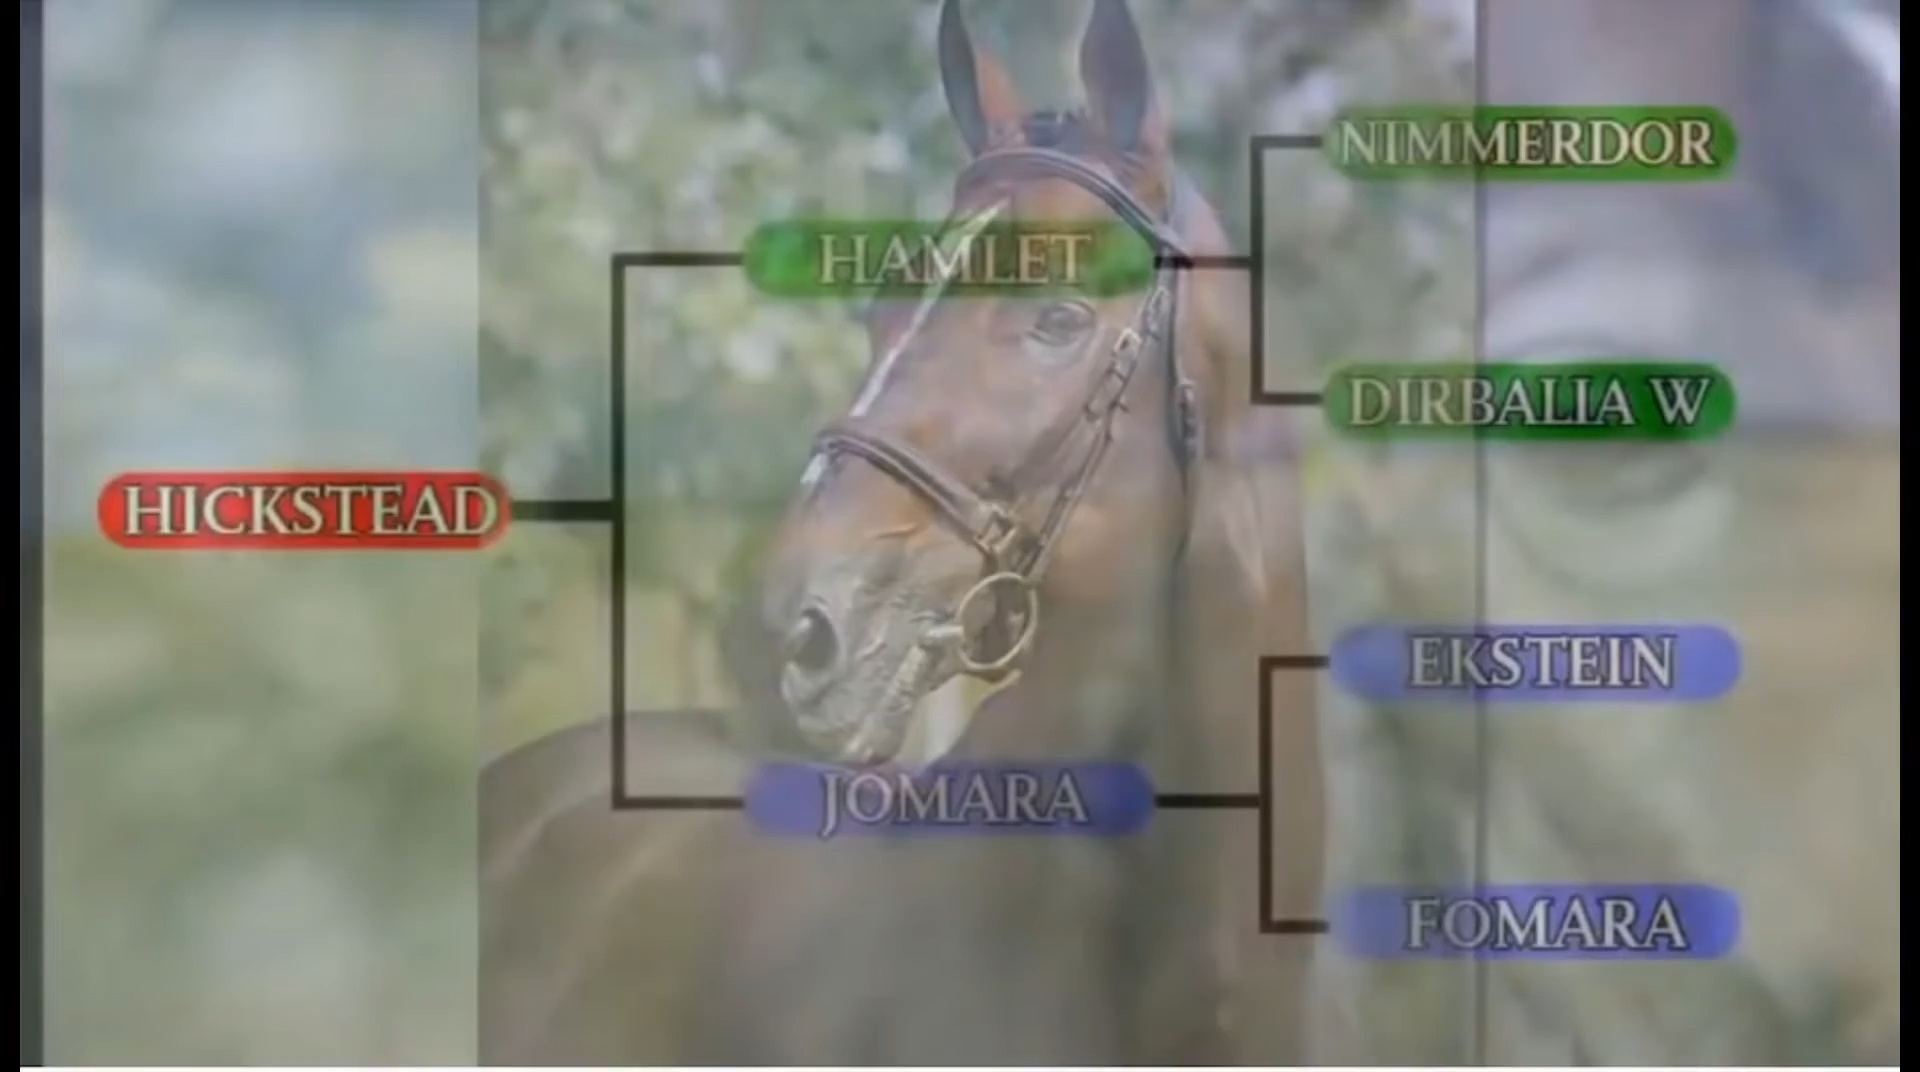 NIMMERDOR
HAMLET
DIRBALIA W
HICKSTEAD
EKSTEIN
JOMARA
FOMARA